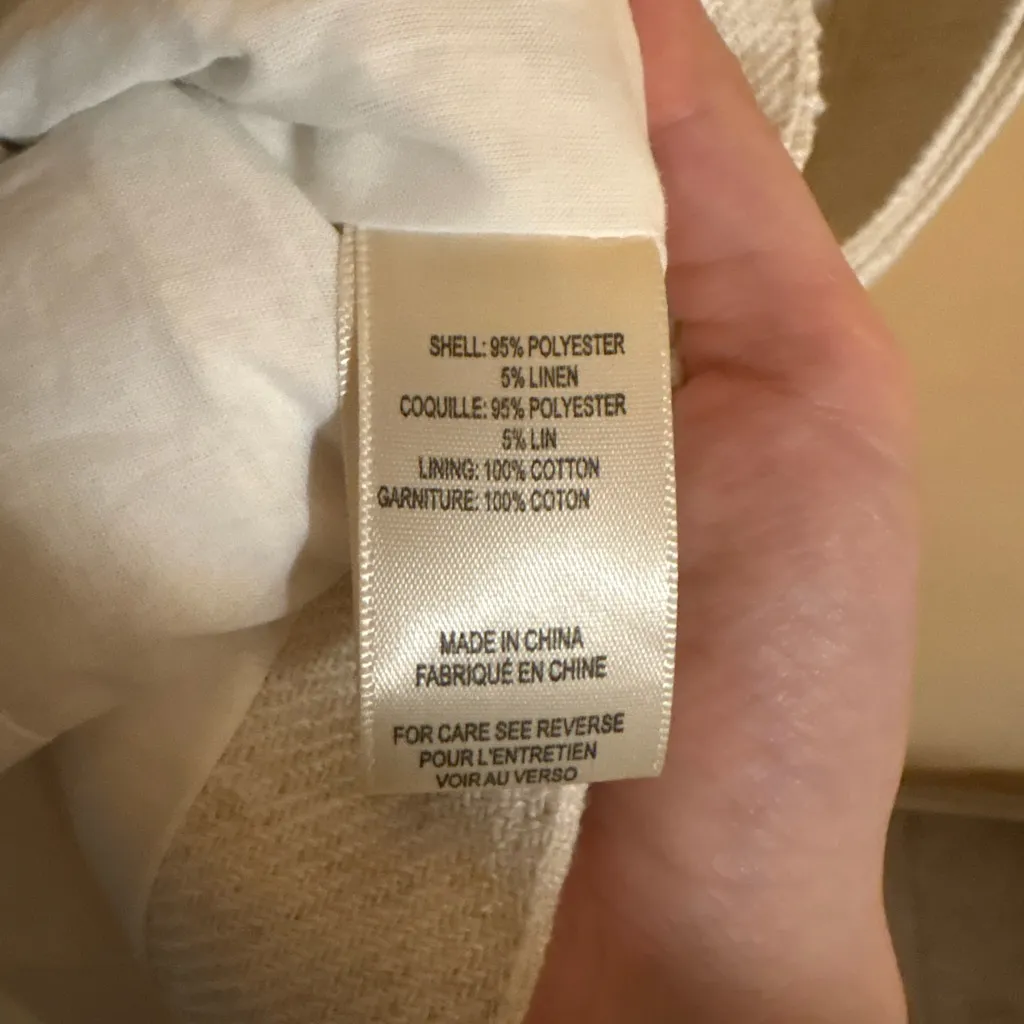 SHELL: 95% POLYESTER
5% LINEN
COQUILLE: 95% POLYESTER
5% LIN
LINING: 100% COTTON
GARNITURE: 100% COTON
MADE IN CHINA
FABRIQUÉ EN CHINE
FOR CARE SEE REVERSE
POUR L'ENTRETIEN
VOIR AU VERSO